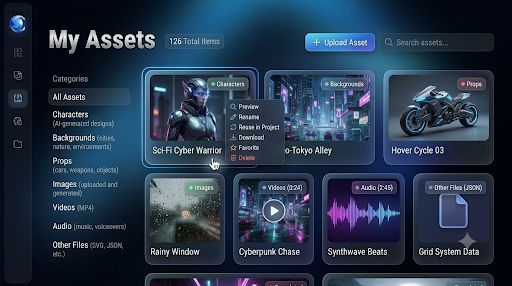 My Assets
126 Total Items
+ Upload Asset
Search assets...
Categories
All Assets
Characters
(AI-generated designs)
Backgrounds (cities,
nature, environments)
Props
(cars, weapons, objects)
Images (uploaded and
generated)
Videos (MP4)
Audio (music, voiceovers)
Other Files (SVG, JSON,
etc.)
Characters
Sci-Fi Cyber Warrior
Preview
Rename
Reuse in Project
Download
Favorite
Delete
Backgrounds
o-Tokyo Alley
Props
Hover Cycle 03
Images
Rainy Window
Videos (0:24)
Cyberpunk Chase
Audio (2:45)
Synthwave Beats
Other Files (JSON)
Grid System Data